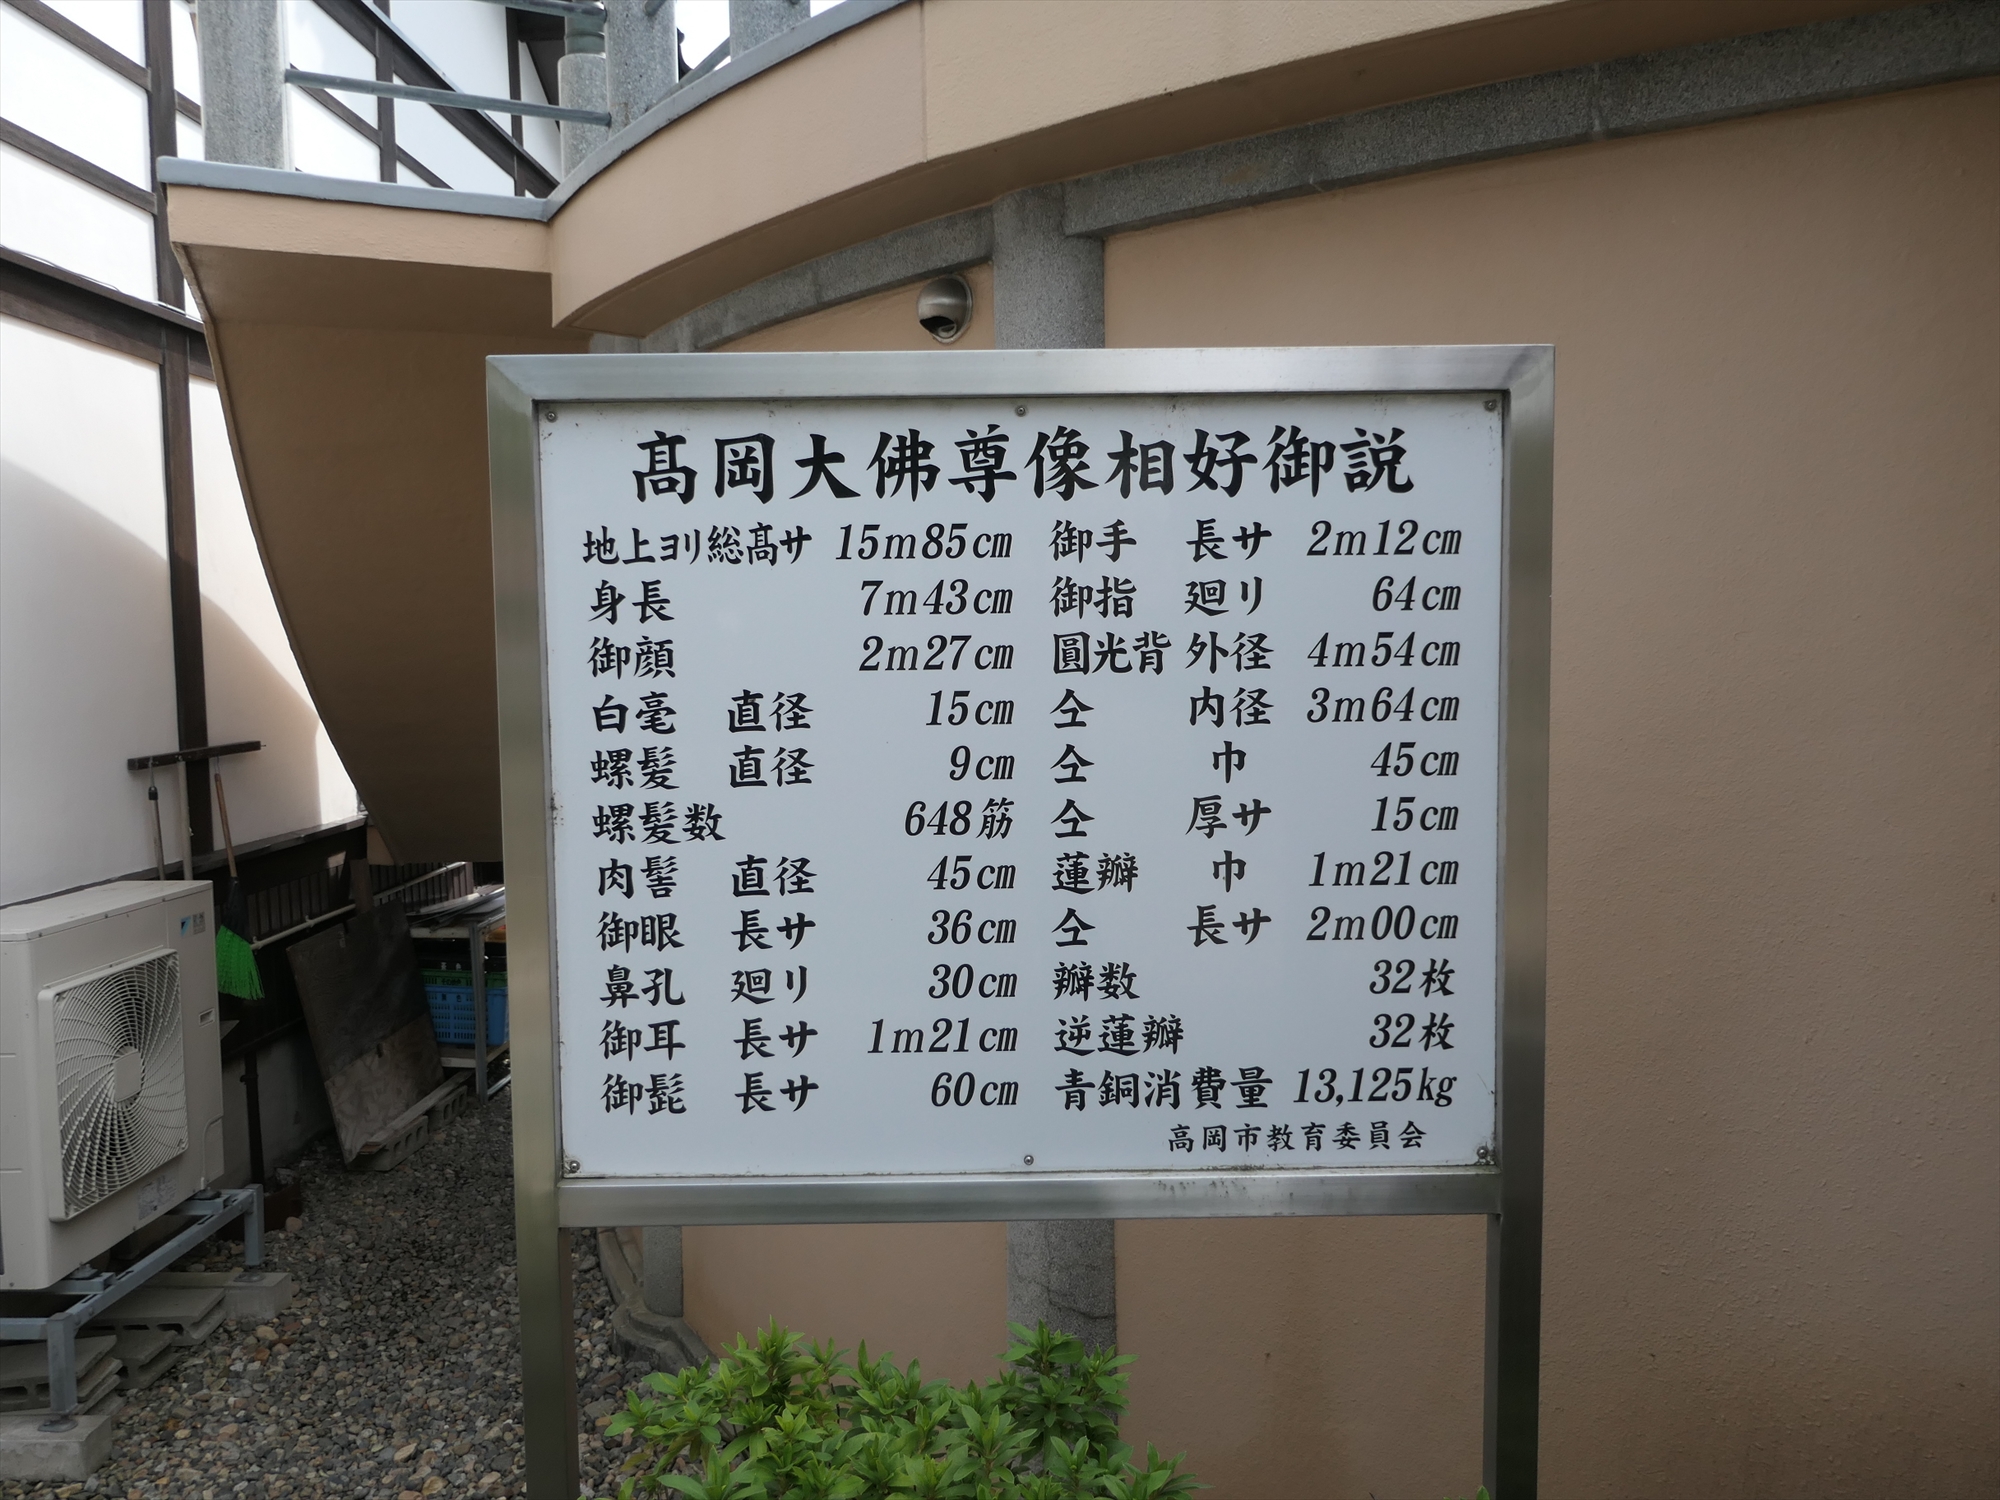 髙岡大佛尊像相好御説
地上ヨリ総髙サ 15m85cm
身長 7m43cm
御顔 2m27cm
白毫 直径 15cm
螺髪 直径 9cm
螺髪数 648筋
肉髻 直径 45cm
御眼 長サ 36cm
鼻孔 廻リ 30cm
御耳 長サ 1m21cm
御髭 長サ 60cm
御手 長サ 2m12cm
御指 廻リ 64cm
圓光背 外径 4m54cm
仝 内径 3m64cm
仝 巾 45cm
仝 厚サ 15cm
蓮瓣 巾 1m21cm
仝 長サ 2m00cm
瓣数 32枚
逆蓮瓣 32枚
青銅消費量 13,125kg
高岡市教育委員会